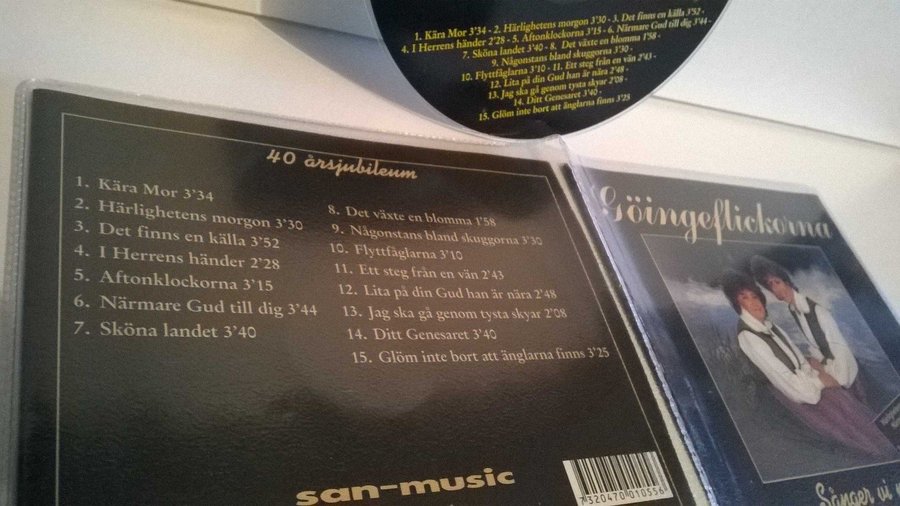 1. Kära Mor 3'34 - 2. Härlighetens morgon 3'30 - 3. Det finns en källa 3'52 -
4. I Herrens händer 2'28 - 5. Aftonklockorna 3'15 - 6. Närmare Gud till dig 3'44 -
7. Sköna landet 3'40 - 8. Det växte en blomma 1'58 -
9. Någonstans bland skuggorna 3'30 -
10. Flyttfåglarna 3'10 - 11. Ett steg från en vän 2'43 -
12. Lita på din Gud han är nära 2'48 -
13. Jag ska gå genom tysta skyar 2'08 -
14. Ditt Genesaret 3'40 -
15. Glöm inte bort att änglarna finns 3'25
40 årsjubileum
1. Kära Mor 3'34
2. Härlighetens morgon 3'30
3. Det finns en källa 3'52
4. I Herrens händer 2'28
5. Aftonklockorna 3'15
6. Närmare Gud till dig 3'44
7. Sköna landet 3'40
8. Det växte en blomma 1'58
9. Någonstans bland skuggorna 3'30
10. Flyttfåglarna 3'10
11. Ett steg från en vän 2'43
12. Lita på din Gud han är nära 2'48
13. Jag ska gå genom tysta skyar 2'08
14. Ditt Genesaret 3'40
15. Glöm inte bort att änglarna finns 3'25
san-music
7320470010556
Göingeflickorna
Sånger vi